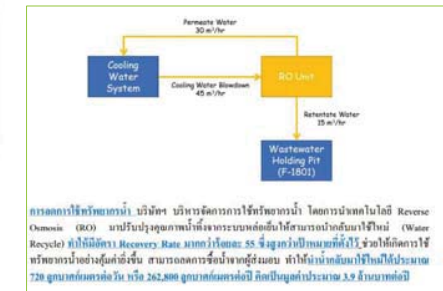 Permeate Water
30 m³/hr
Cooling
Water
System
RO Unit
Cooling Water Blowdown
45 m³/hr
Retentate Water
15 m³/hr
Wastewater
Holding Pit
(F-1801)
การลดการใช้ทรัพยากรน้ำ บริษัทฯ บริหารจัดการการใช้ทรัพยากรน้ำ โดยการนำเทคโนโลยี Reverse
Osmosis (RO) มาปรับปรุงคุณภาพน้ำทิ้งจากระบบหล่อเย็นให้สามารถนำกลับมาใช้ใหม่ (Water
Recycle) ทำให้มีอัตรา Recovery Rate มากกว่าร้อยละ 55 ซึ่งสูงกว่าเป้าหมายที่ตั้งไว้ ช่วยให้เกิดการใช้
ทรัพยากรน้ำอย่างคุ้มค่ายิ่งขึ้น สามารถลดการซื้อน้ำจากผู้ส่งมอบ ทำให้นำน้ำกลับมาใช้ใหม่ได้ประมาณ
720 ลูกบาศก์เมตรต่อวัน หรือ 262,800 ลูกบาศก์เมตรต่อปี คิดเป็นมูลค่าประมาณ 3.9 ล้านบาทต่อปี